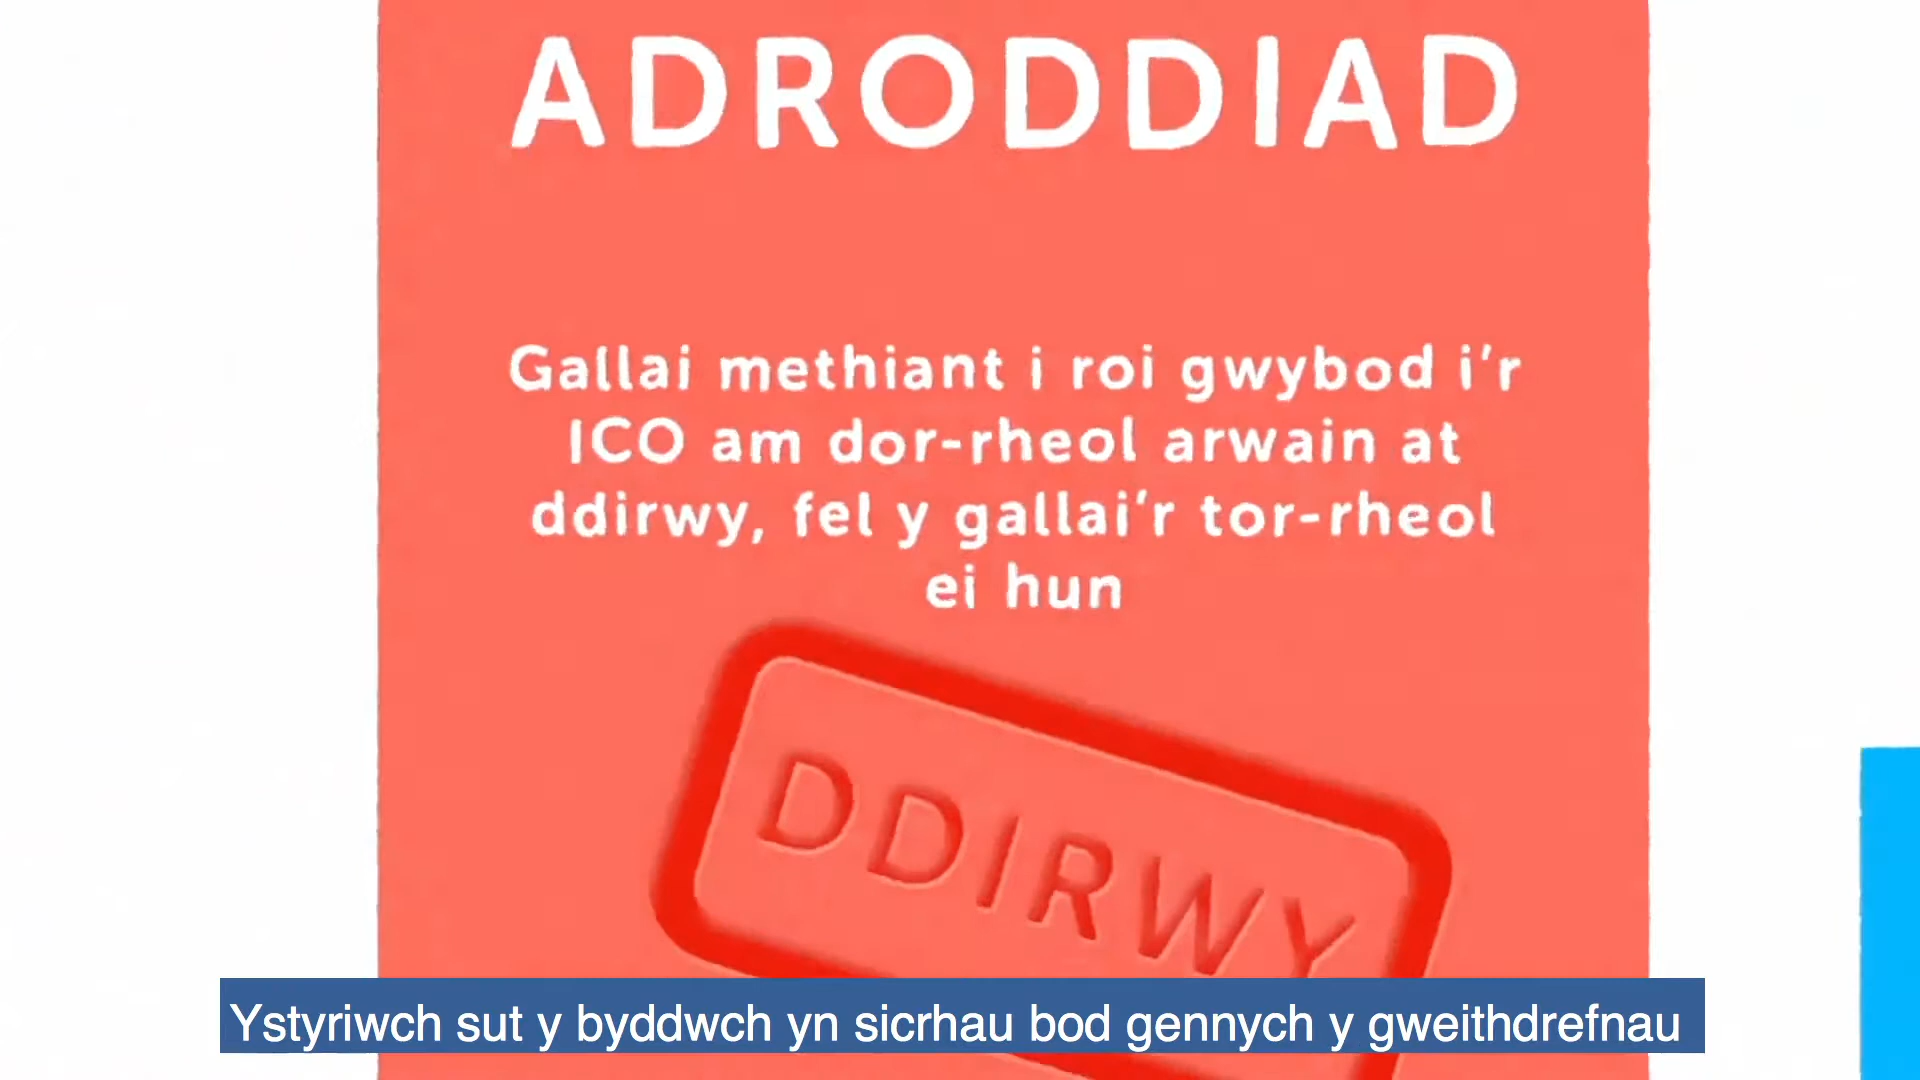 ADRODDIAD
Gallai methiant i roi gwybod i'r
ICO am dor-rheol arwain at
ddirwy, fel y gallai'r tor-rheol
ei hun
DDIRWY
Ystyriwch sut y byddwch yn sicrhau bod gennych y gweithdrefnau